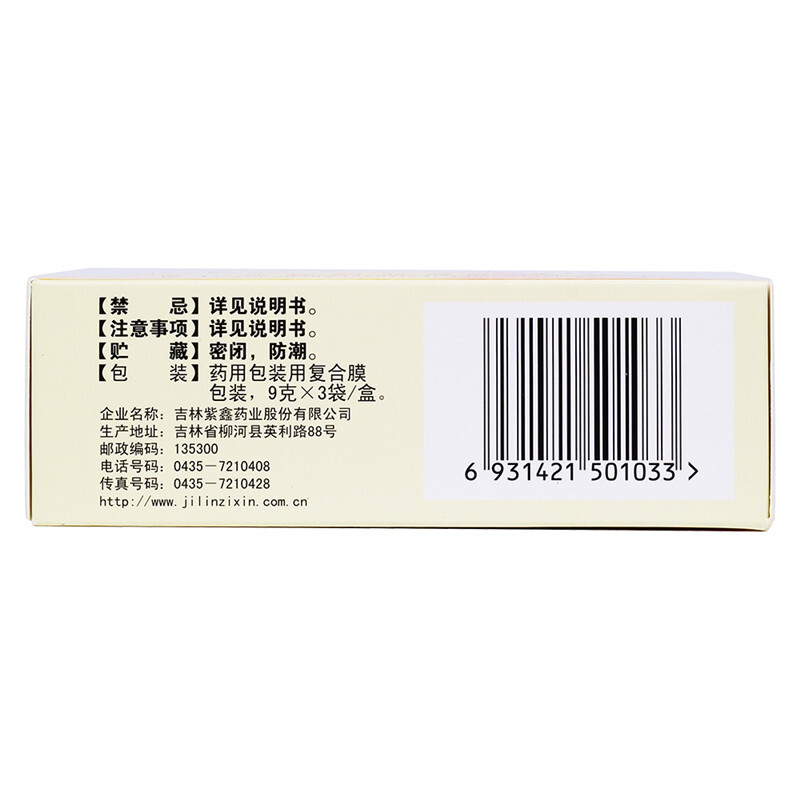 【禁　　忌】详见说明书。
【注意事项】详见说明书。
【贮　　藏】密闭，防潮。
【包　　装】药用包装用复合膜
包装，9克×3袋/盒。
企业名称：吉林紫鑫药业股份有限公司
生产地址：吉林省柳河县英利路88号
邮政编码：135300
电话号码：0435-7210408
传真号码：0435-7210428
http://www.jilinzixin.com.cn
6 931421 501033 >